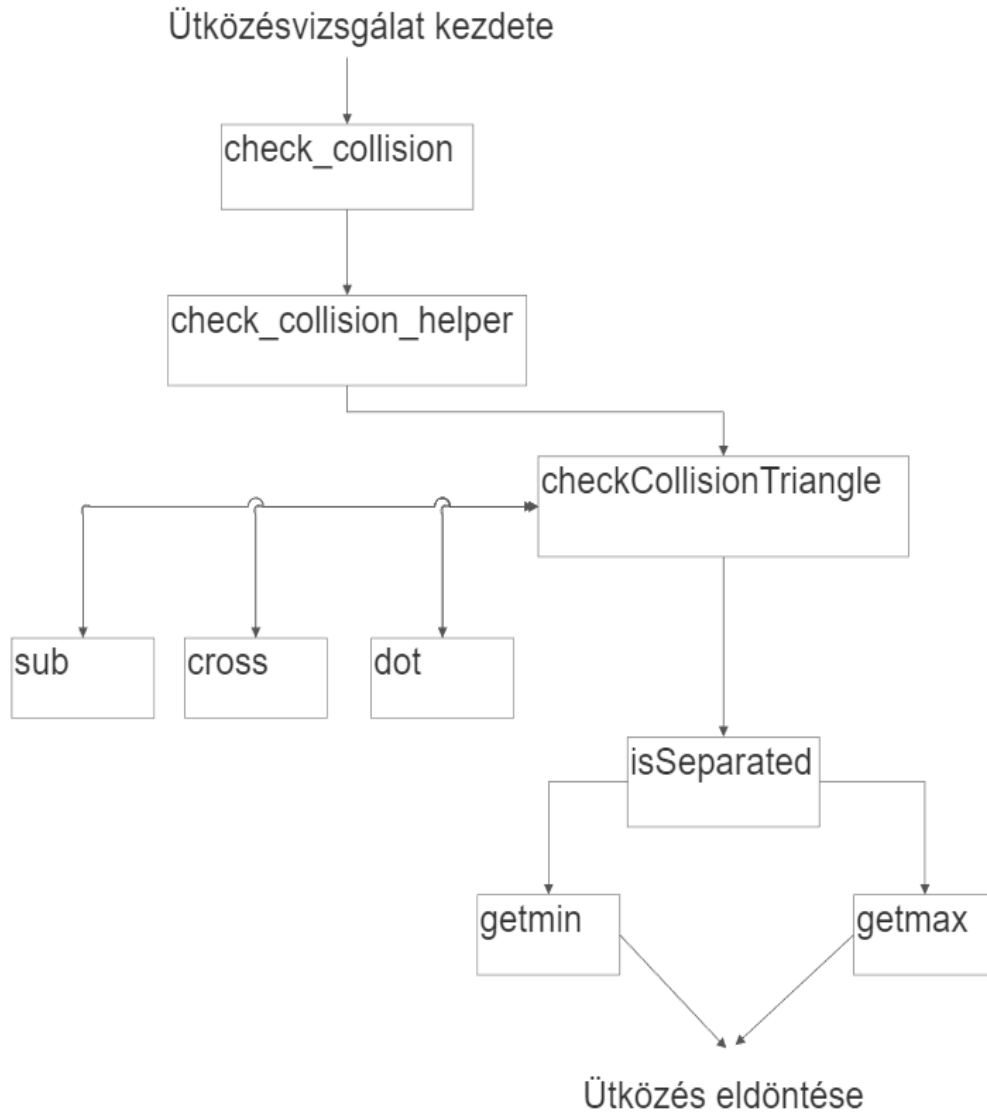 Ütközésvizsgálat kezdete
check_collision
check_collision_helper
checkCollisionTriangle
sub
cross
dot
isSeparated
getmin
getmax
Ütközés eldöntése